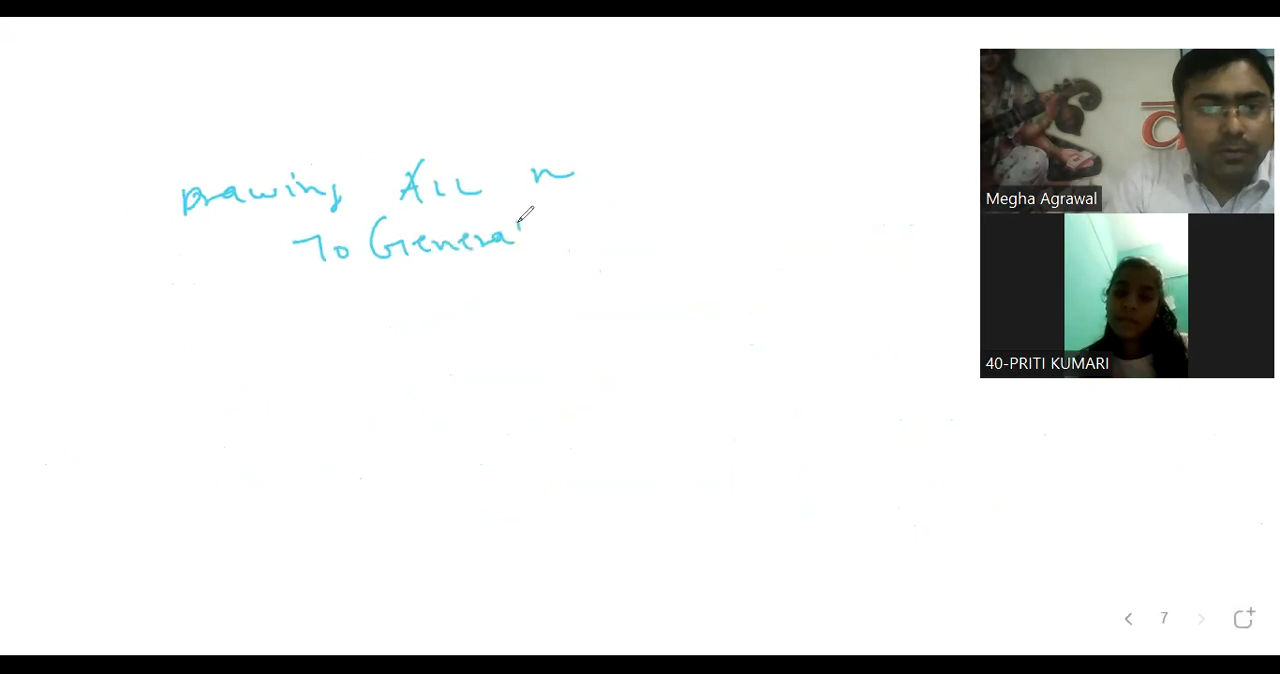 Drawing ALL n
To Genera
Megha Agrawal
40-PRITI KUMARI
7